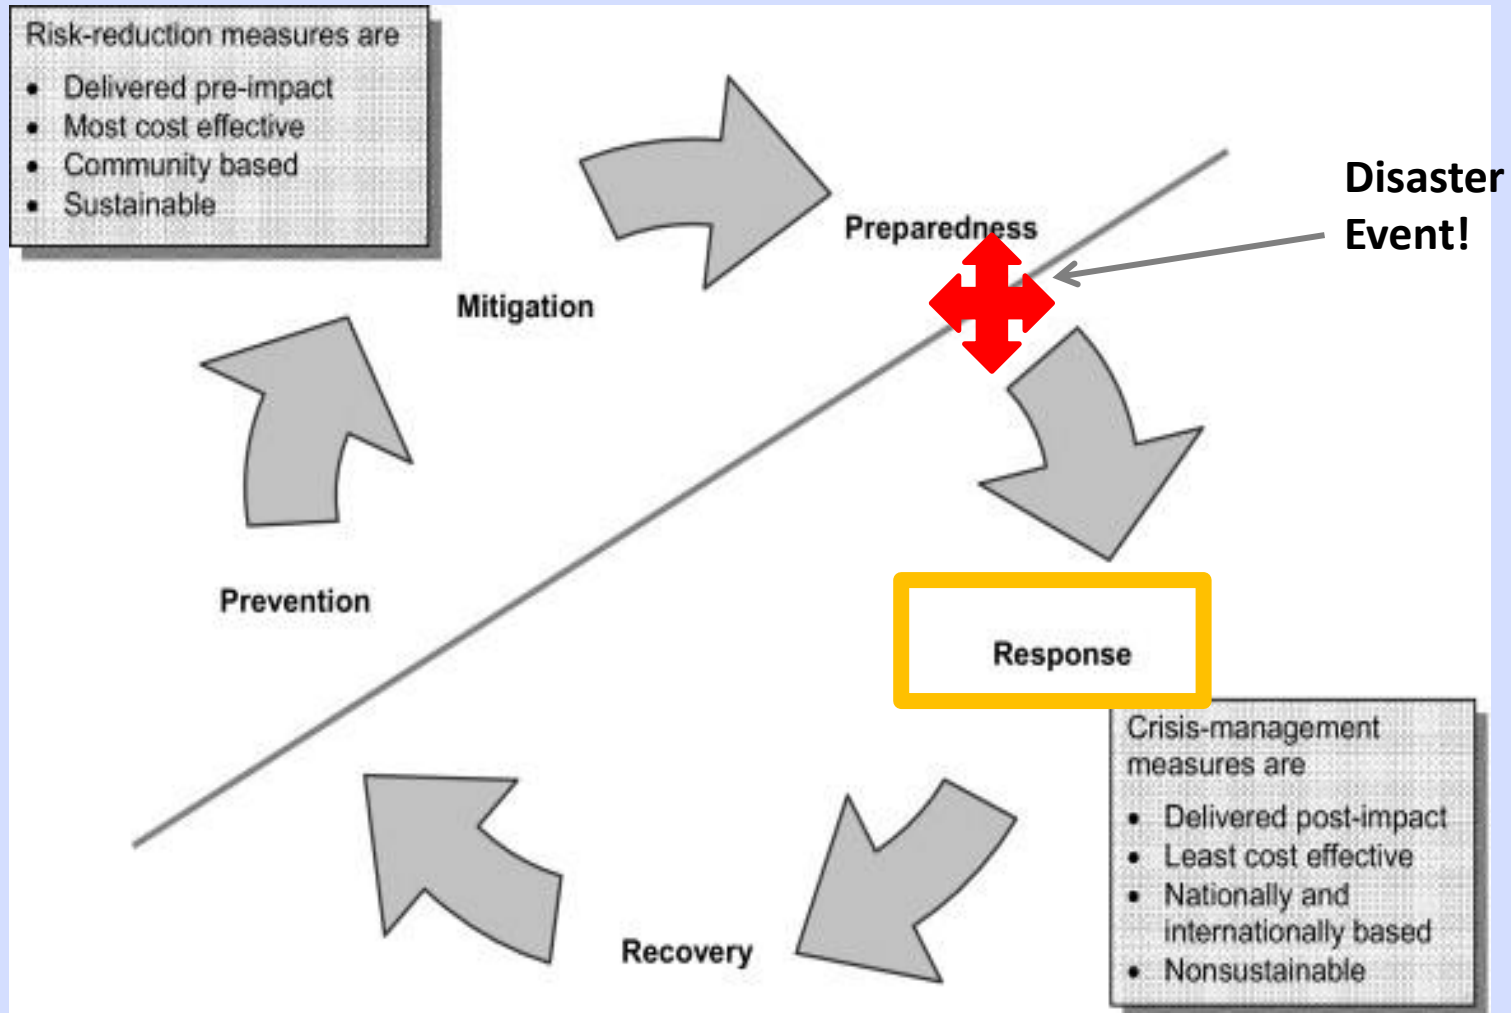 Risk-reduction measures are
• Delivered pre-impact
• Most cost effective
• Community based
• Sustainable
Disaster
Event!
Preparedness
Mitigation
Prevention
Response
Crisis-management
measures are
• Delivered post-impact
• Least cost effective
• Nationally and
internationally based
• Nonsustainable
Recovery